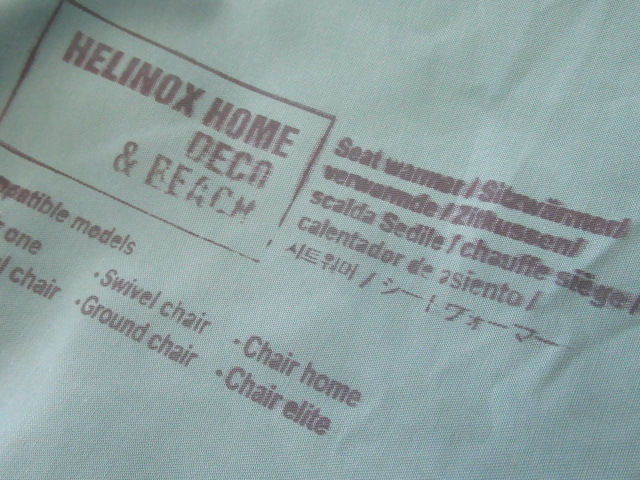 HELINOX HOME
DECO
& BEACH
Seat warmer / Sitzwärmer/
verwarmde / zitkussen/
scalda Sedile / chauffe siège /
calentador de asiento /
시트워머 / シートウォーマー
mpatible models
one
chair
•Swivel chair
•Ground chair
•Chair home
•Chair elite